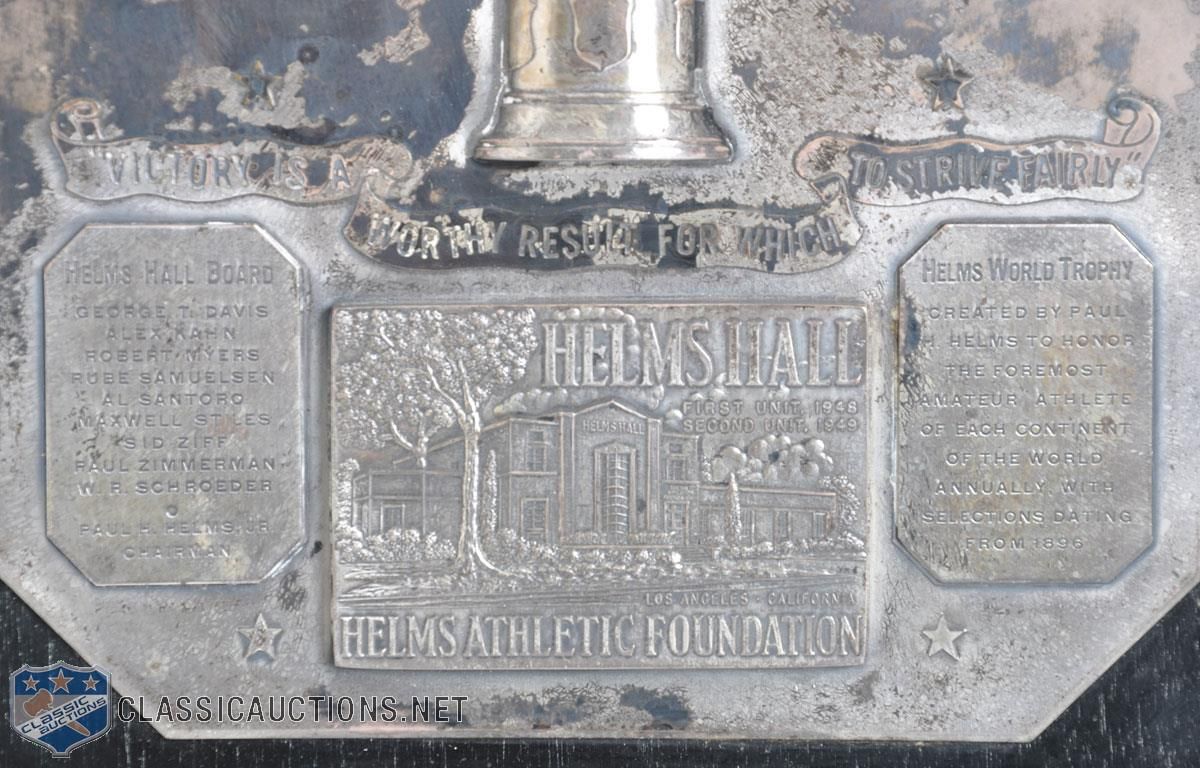 "VICTORY IS A
WORTHY RESULT FOR WHICH
TO STRIVE FAIRLY"
HELMS HALL BOARD
GEORGE T. DAVIS
ALEX KAHN
ROBERT MYERS
RUBE SAMUELSEN
AL SANTORO
MAXWELL STILES
SID ZIFF
PAUL ZIMMERMAN
W. R. SCHROEDER
PAUL H. HELMS, JR
CHAIRMAN
HELMS HALL
FIRST UNIT, 1948
SECOND UNIT, 1949
HELMS HALL
LOS ANGELES - CALIFORNIA
HELMS ATHLETIC FOUNDATION
HELMS WORLD TROPHY
CREATED BY PAUL
H. HELMS TO HONOR
THE FOREMOST
AMATEUR ATHLETE
OF EACH CONTINENT
OF THE WORLD
ANNUALLY, WITH
SELECTIONS DATING
FROM 1896
CLASSIC
AUCTIONS
CLASSICAUCTIONS.NET